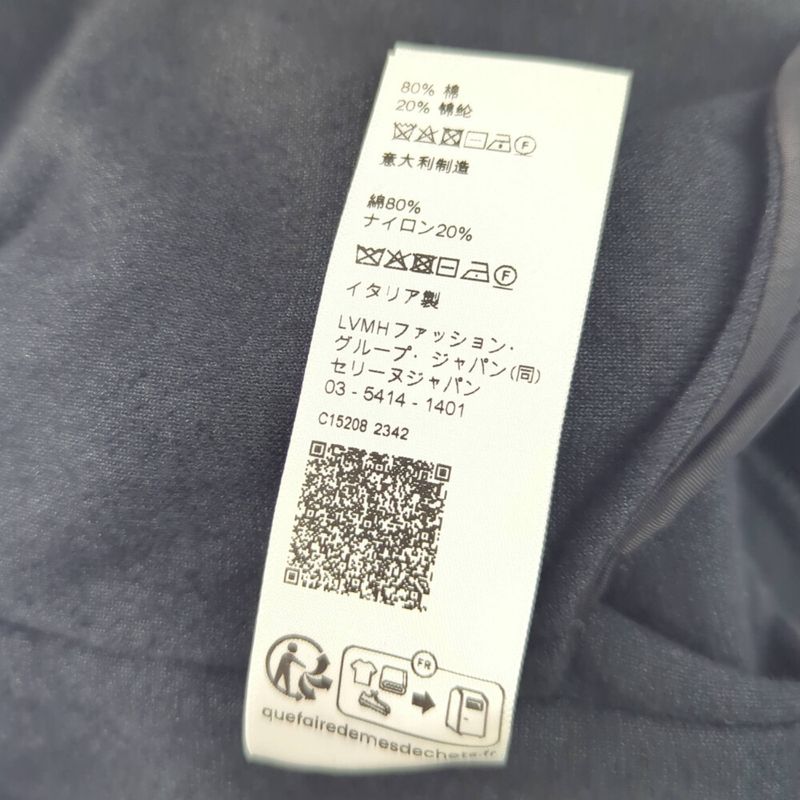 80% 棉
20% 锦纶
F
意大利制造
綿80%
ナイロン20%
F
イタリア製
LVMHファッション・
グループ・ジャパン(同)
セリーヌジャパン
03 - 5414 - 1401
C15208 2342
FR
quefairedemesdechets.fr